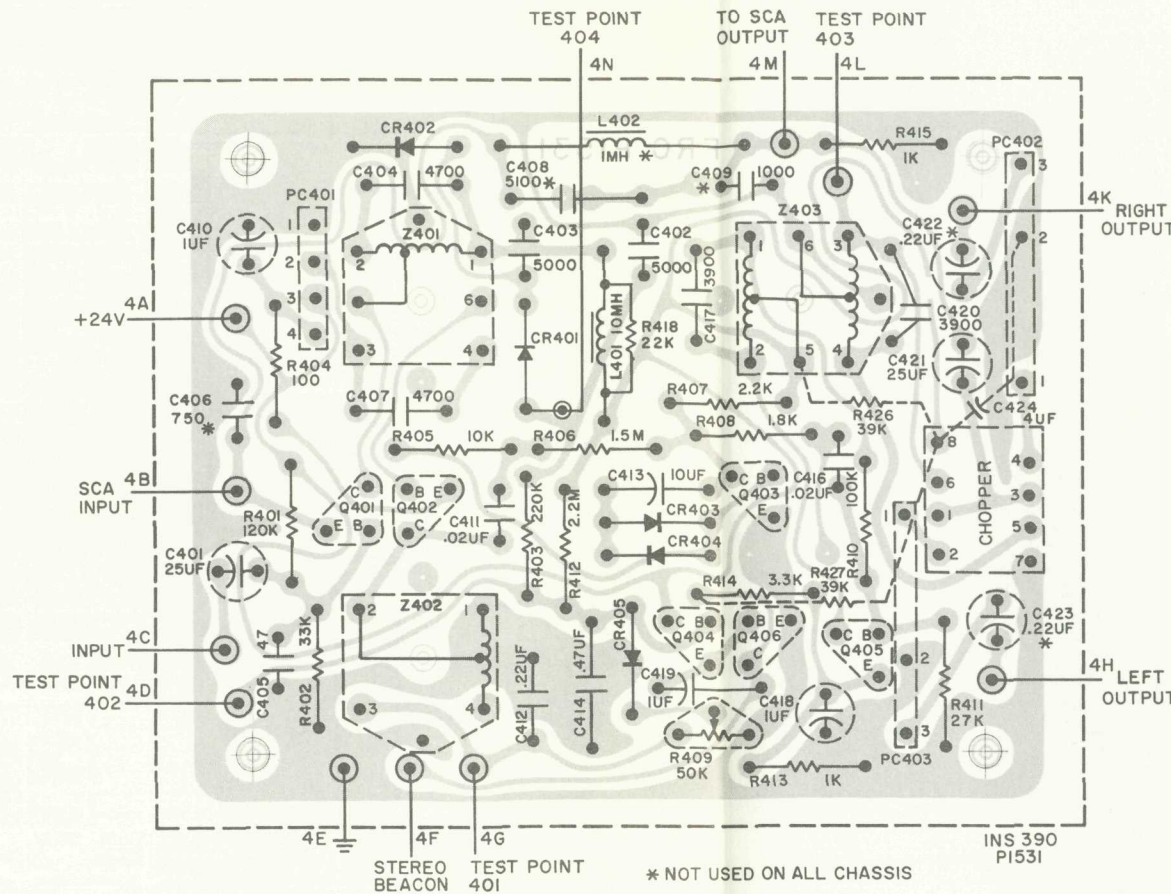 TEST POINT
404
4N
TO SCA
OUTPUT
4M
TEST POINT
403
4L
CR402
L402
1MH *
R415
1K
PC402
3
C404
4700
C408
5100*
C409
*
1000
4K
RIGHT
OUTPUT
PC401
1
2
3
4
C410
1UF
Z401
2
1
6
3
4
C403
5000
C402
5000
3900
C417
Z403
1
6
3
2
5
4
C422
.22UF*
2
C420
3900
C421
25UF
1
C424
4UF
4A
+24V
R404
100
CR401
L401 10MH
R418
22K
C406
750
*
C407
4700
R407
2.2K
R408
1.8K
R426
39K
R405
10K
R406
1.5M
4B
SCA
INPUT
R401
120K
C
Q401
E B
B E
Q402
C
C411
.02UF
220K
R403
2.2M
R412
C413
10UF
CR403
CR404
C B
Q403
E
C416
.02UF
100K
R410
1
8
6
1
2
CHOPPER
4
3
5
7
C401
25UF
R414
3.3K
R427
39K
4C
INPUT
47
C405
33K
R402
Z402
2
1
3
4
.22UF
C412
.47UF
C414
CR405
C B
Q404
E
B E
Q406
C
C B
Q405
E
2
C423
.22UF
*
4H
LEFT
OUTPUT
TEST POINT
4D
402
C419
1UF
C418
1UF
R411
27K
R409
50K
R413
1K
3
PC403
4E
4F
4G
STEREO
BEACON
TEST POINT
401
* NOT USED ON ALL CHASSIS
INS 390
P1531